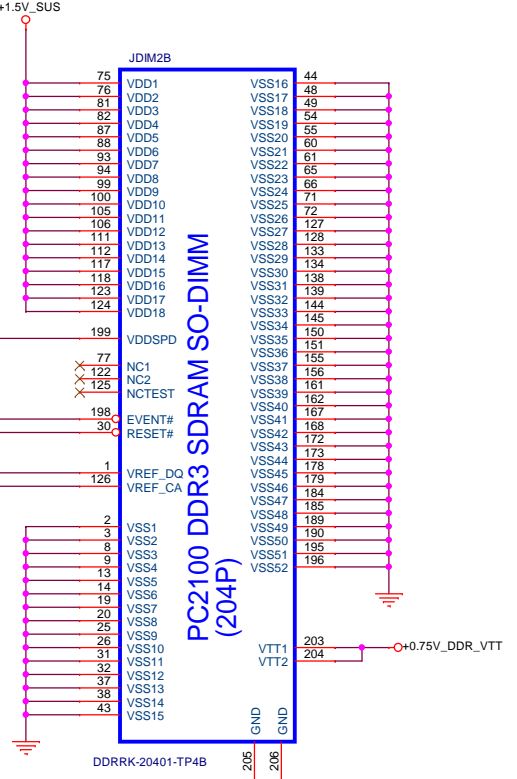 +1.5V_SUS
JDIM2B
75 VDD1
76 VDD2
81 VDD3
82 VDD4
87 VDD5
88 VDD6
93 VDD7
94 VDD8
99 VDD9
100 VDD10
105 VDD11
106 VDD12
111 VDD13
112 VDD14
117 VDD15
118 VDD16
123 VDD17
124 VDD18
199 VDDSPD
77 NC1
122 NC2
125 NCTEST
198 EVENT#
30 RESET#
1 VREF_DQ
126 VREF_CA
2 VSS1
3 VSS2
8 VSS3
9 VSS4
13 VSS5
14 VSS6
19 VSS7
20 VSS8
25 VSS9
26 VSS10
31 VSS11
32 VSS12
37 VSS13
38 VSS14
43 VSS15
PC2100 DDR3 SDRAM SO-DIMM
(204P)
VSS16 44
VSS17 48
VSS18 49
VSS19 54
VSS20 55
VSS21 60
VSS22 61
VSS23 65
VSS24 66
VSS25 71
VSS26 72
VSS27 127
VSS28 128
VSS29 133
VSS30 134
VSS31 138
VSS32 139
VSS33 144
VSS34 145
VSS35 150
VSS36 151
VSS37 155
VSS38 156
VSS39 161
VSS40 162
VSS41 167
VSS42 168
VSS43 172
VSS44 173
VSS45 178
VSS46 179
VSS47 184
VSS48 185
VSS49 189
VSS50 190
VSS51 195
VSS52 196
VTT1 203
VTT2 204
+0.75V_DDR_VTT
GND 205
GND 206
DDRRK-20401-TP4B